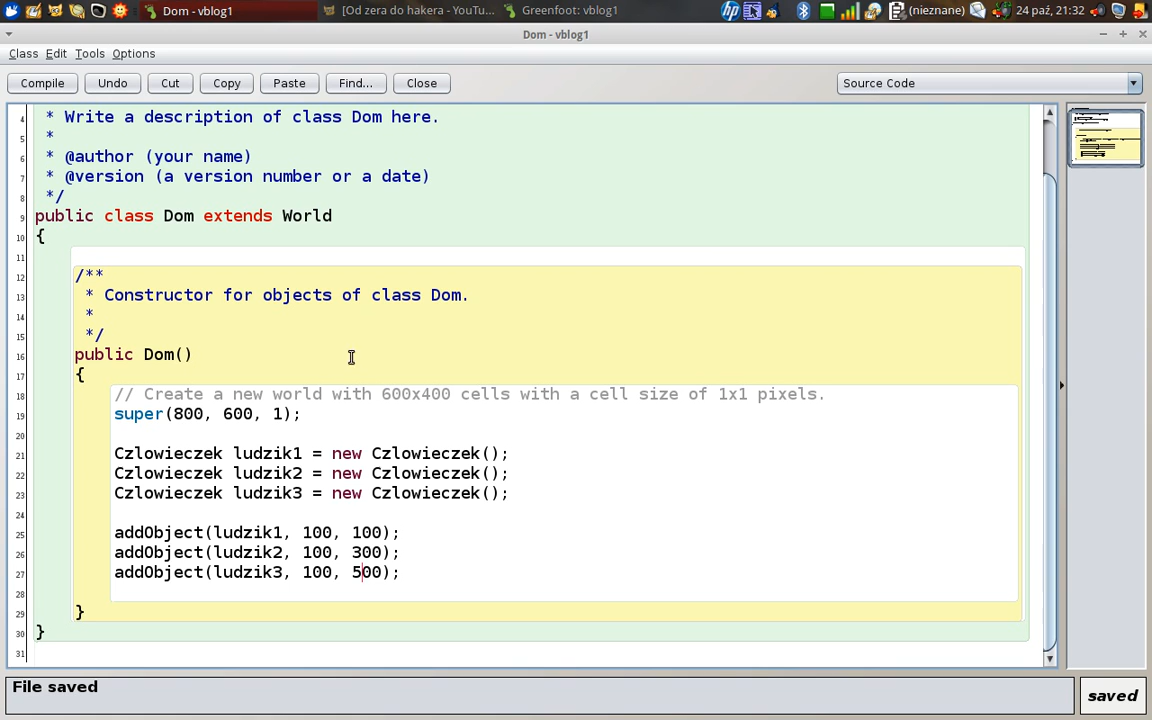 Dom - vblog1
[Od zera do hakera - YouTu...
Greenfoot: vblog1
(nieznane)
24 paź, 21:32
Dom - vblog1
Class Edit Tools Options
Compile Undo Cut Copy Paste Find... Close Source Code
4 * Write a description of class Dom here.
5 *
6 * @author (your name)
7 * @version (a version number or a date)
8 */
9 public class Dom extends World
10 {
11
12 /**
13 * Constructor for objects of class Dom.
14 *
15 */
16 public Dom()
17 {
18 // Create a new world with 600x400 cells with a cell size of 1x1 pixels.
19 super(800, 600, 1);
20
21 Czlowieczek ludzik1 = new Czlowieczek();
22 Czlowieczek ludzik2 = new Czlowieczek();
23 Czlowieczek ludzik3 = new Czlowieczek();
24
25 addObject(ludzik1, 100, 100);
26 addObject(ludzik2, 100, 300);
27 addObject(ludzik3, 100, 500);
28
29 }
30 }
31
File saved
saved